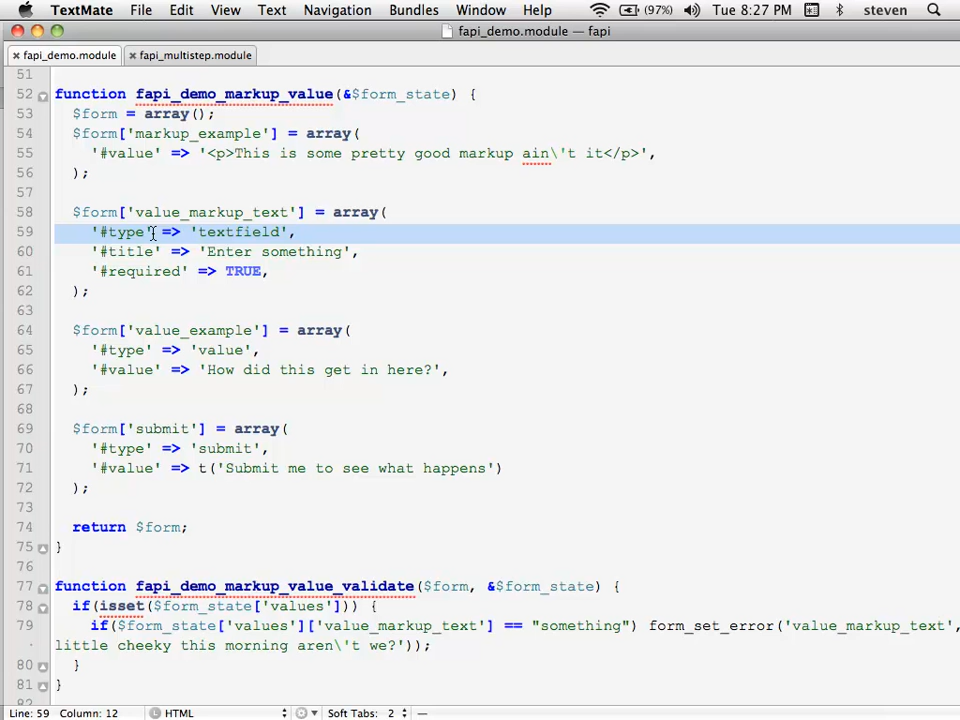 TextMate File Edit View Text Navigation Bundles Window Help (97%) Tue 8:27 PM steven
fapi_demo.module — fapi
× fapi_demo.module × fapi_multistep.module
51
52 function fapi_demo_markup_value(&$form_state) {
53 $form = array();
54 $form['markup_example'] = array(
55 '#value' => '<p>This is some pretty good markup ain\'t it</p>',
56 );
57
58 $form['value_markup_text'] = array(
59 '#type' => 'textfield',
60 '#title' => 'Enter something',
61 '#required' => TRUE,
62 );
63
64 $form['value_example'] = array(
65 '#type' => 'value',
66 '#value' => 'How did this get in here?',
67 );
68
69 $form['submit'] = array(
70 '#type' => 'submit',
71 '#value' => t('Submit me to see what happens')
72 );
73
74 return $form;
75 }
76
77 function fapi_demo_markup_value_validate($form, &$form_state) {
78 if(isset($form_state['values'])) {
79 if($form_state['values']['value_markup_text'] == "something") form_set_error('value_markup_text',
little cheeky this morning aren\'t we?'));
80 }
81 }
Line: 59 Column: 12 HTML Soft Tabs: 2 —